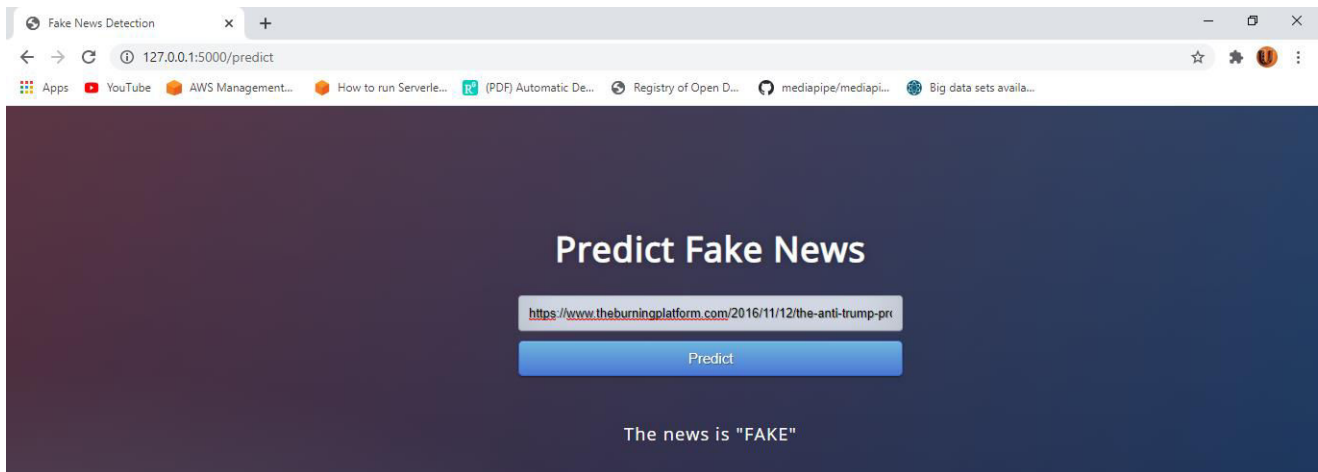 Fake News Detection
127.0.0.1:5000/predict
Apps YouTube AWS Management... How to run Serverle... (PDF) Automatic De... Registry of Open D... mediapipe/mediapi... Big data sets availa...
Predict Fake News
https://www.theburningplatform.com/2016/11/12/the-anti-trump-pro
Predict
The news is "FAKE"